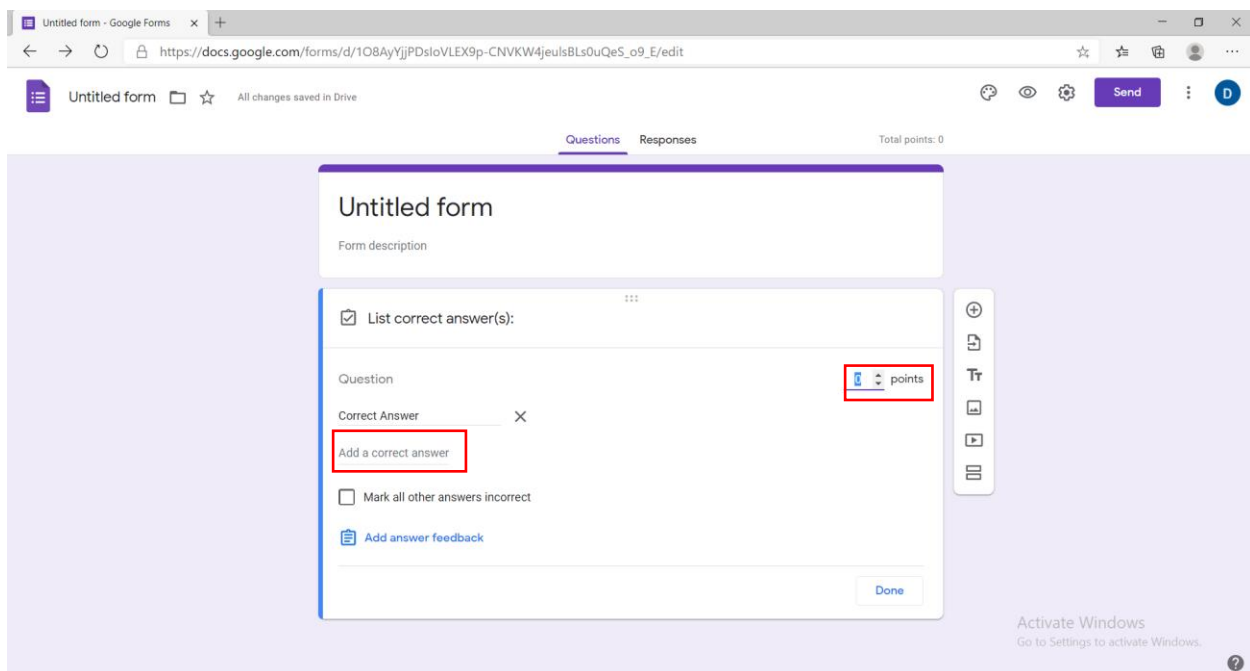 Untitled form - Google Forms
https://docs.google.com/forms/d/1O8AyYjjPDsIoVLEX9p-CNVKW4jeulsBLs0uQeS_o9_E/edit
Untitled form All changes saved in Drive Send D
Questions Responses Total points: 0
Untitled form
Form description
List correct answer(s):
Question 0 points
Correct Answer
Add a correct answer
Mark all other answers incorrect
Add answer feedback
Done
Activate Windows
Go to Settings to activate Windows.